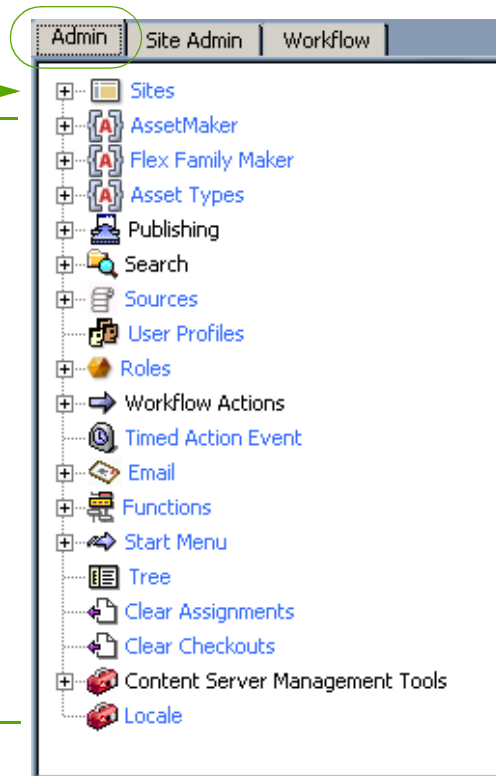 Admin Site Admin Workflow
Sites
AssetMaker
Flex Family Maker
Asset Types
Publishing
Search
Sources
User Profiles
Roles
Workflow Actions
Timed Action Event
Email
Functions
Start Menu
Tree
Clear Assignments
Clear Checkouts
Content Server Management Tools
Locale